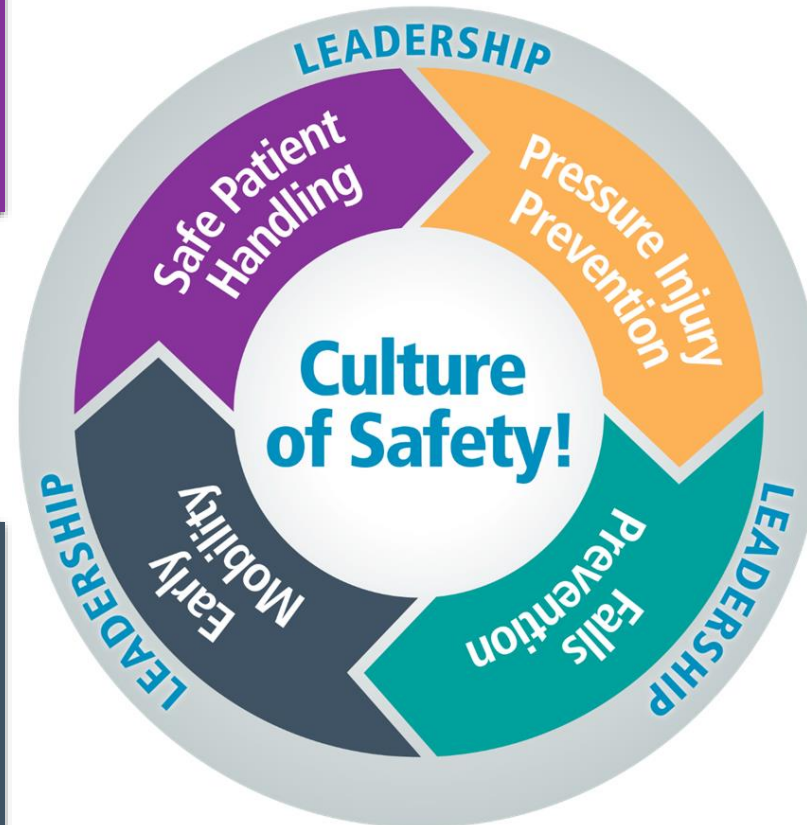 LEADERSHIP
Safe Patient
Handling
Pressure Injury
Prevention
Culture
of Safety!
Early
Mobility
Falls
Prevention
LEADERSHIP
LEADERSHIP